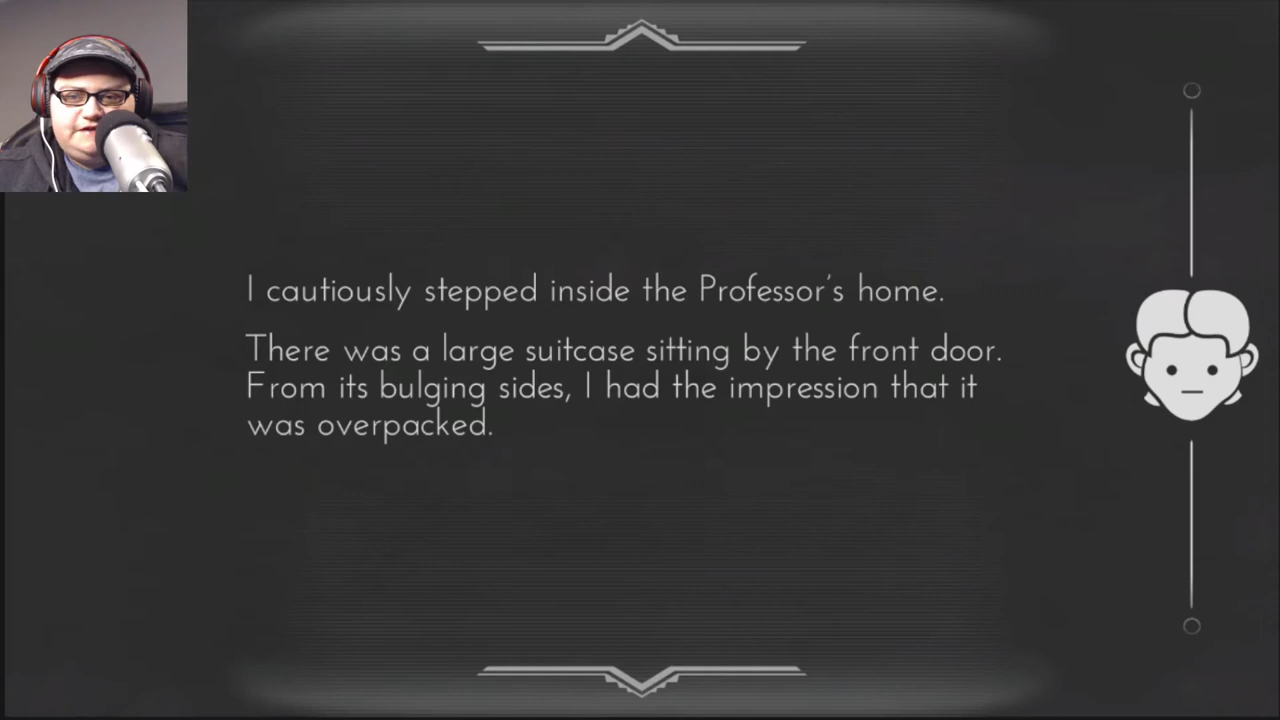 I cautiously stepped inside the Professor's home.
There was a large suitcase sitting by the front door.
From its bulging sides, I had the impression that it
was overpacked.